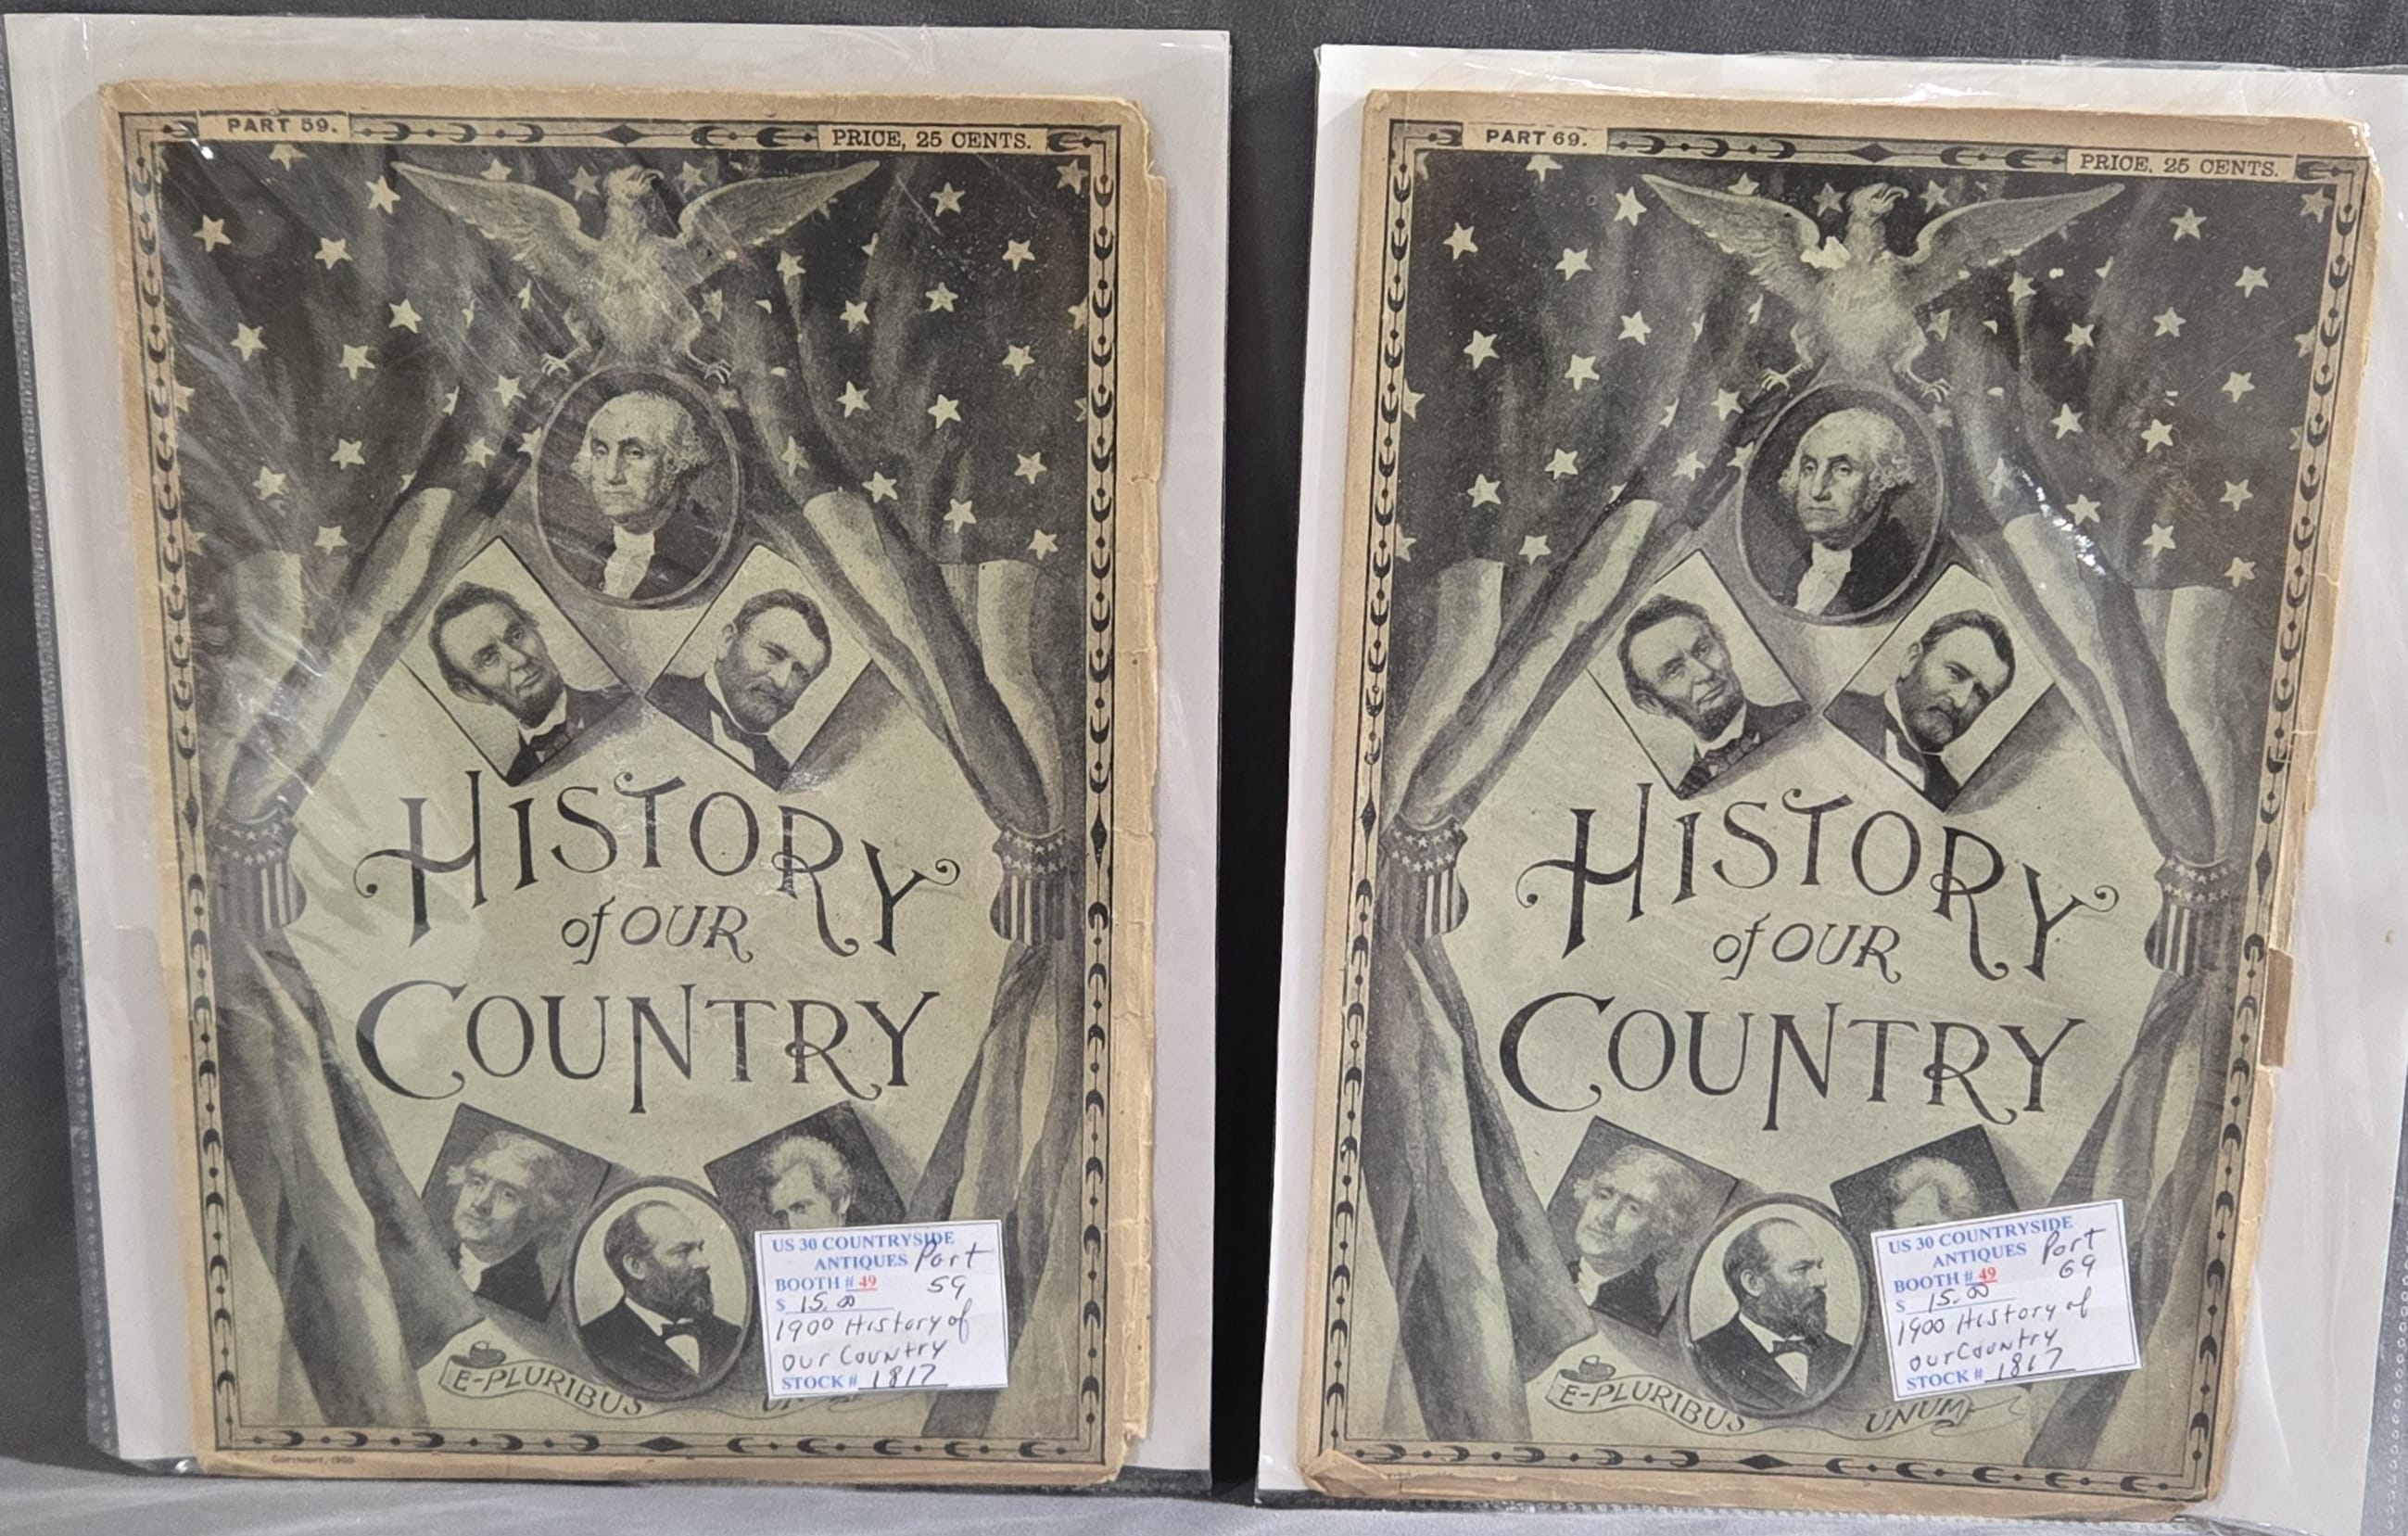 PART 59.
PRICE, 25 CENTS.
HISTORY
of OUR
COUNTRY
E-PLURIBUS
US 30 COUNTRYSIDE
ANTIQUES Part
BOOTH # 49 59
$ 15.00
1900 History of
our Country
STOCK # 1817
COPYRIGHT, 1900
PART 69.
PRICE, 25 CENTS.
HISTORY
of OUR
COUNTRY
E-PLURIBUS UNUM
US 30 COUNTRYSIDE
ANTIQUES Part
BOOTH # 49 69
$ 15.00
1900 History of
our Country
STOCK # 1817